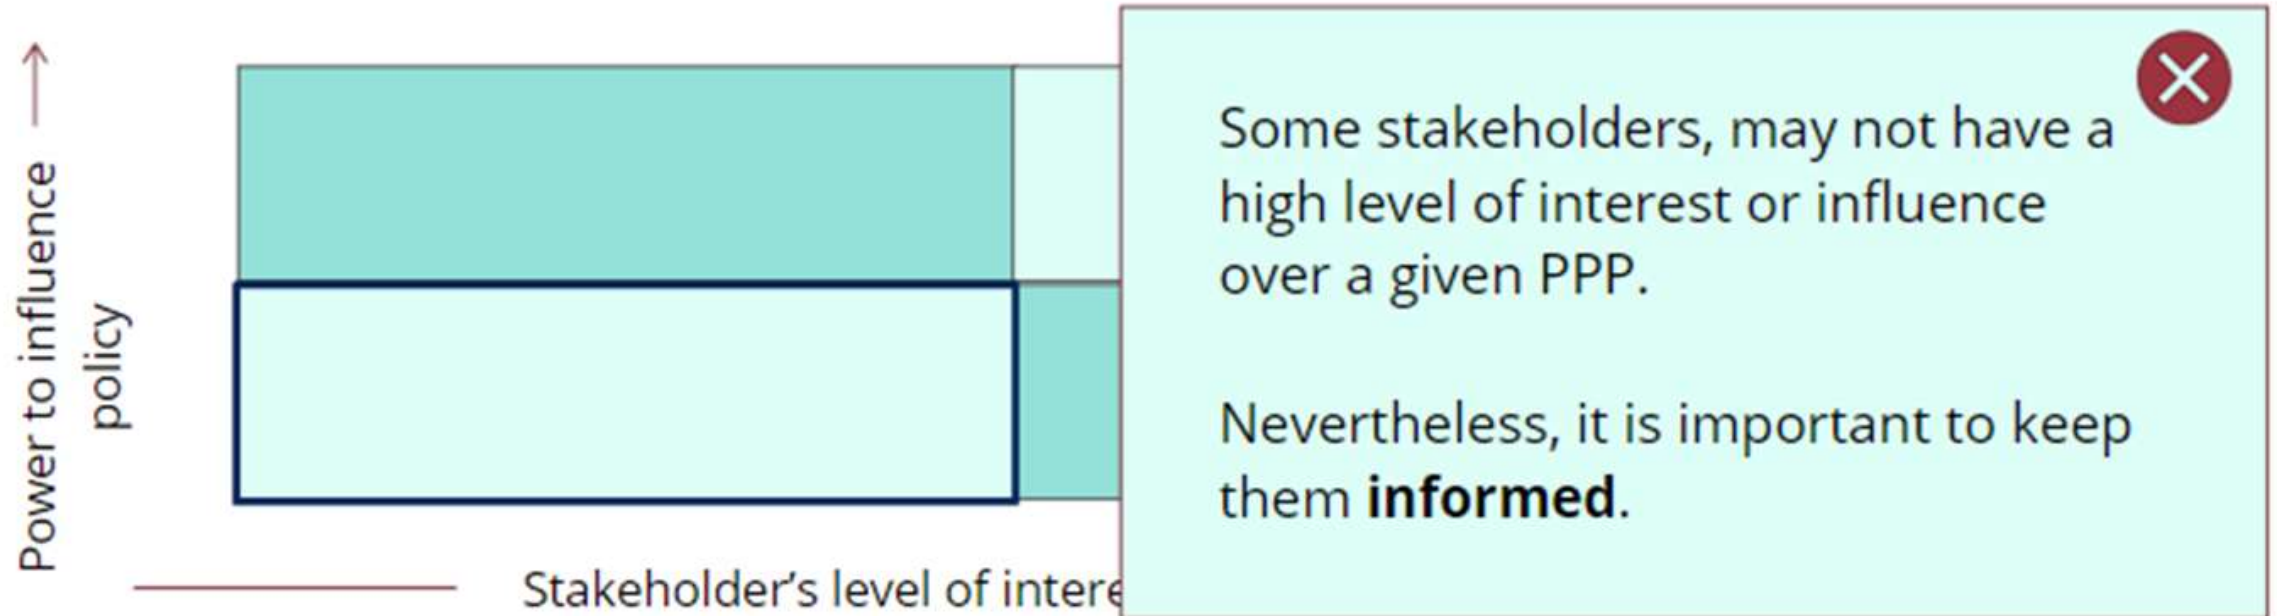 Power to influence
policy
Some stakeholders, may not have a
high level of interest or influence
over a given PPP.
Nevertheless, it is important to keep
them informed.
Stakeholder’s level of intere